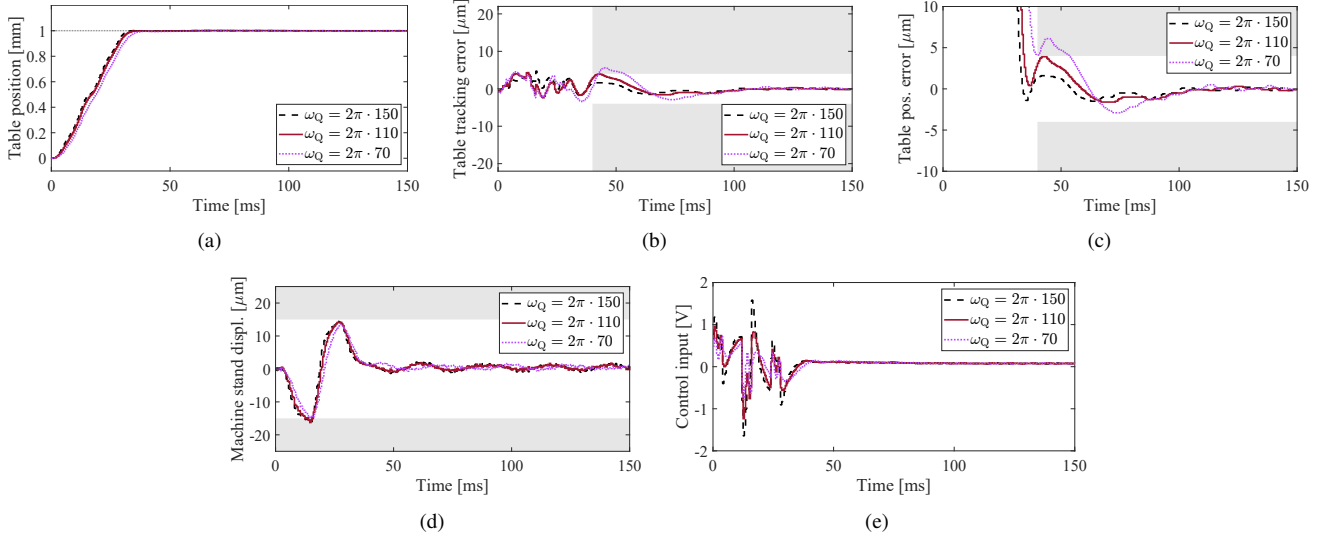 Table position [mm]
1
0.8
0.6
0.4
0.2
0
ω_Q = 2π · 150
ω_Q = 2π · 110
ω_Q = 2π · 70
0 50 100 150
Time [ms]
(a)
Table tracking error [μm]
20
10
0
-10
-20
ω_Q = 2π · 150
ω_Q = 2π · 110
ω_Q = 2π · 70
0 50 100 150
Time [ms]
(b)
Table pos. error [μm]
10
5
0
-5
-10
ω_Q = 2π · 150
ω_Q = 2π · 110
ω_Q = 2π · 70
0 50 100 150
Time [ms]
(c)
Machine stand displ. [μm]
20
10
0
-10
-20
ω_Q = 2π · 150
ω_Q = 2π · 110
ω_Q = 2π · 70
0 50 100 150
Time [ms]
(d)
Control input [V]
2
1
0
-1
-2
ω_Q = 2π · 150
ω_Q = 2π · 110
ω_Q = 2π · 70
0 50 100 150
Time [ms]
(e)